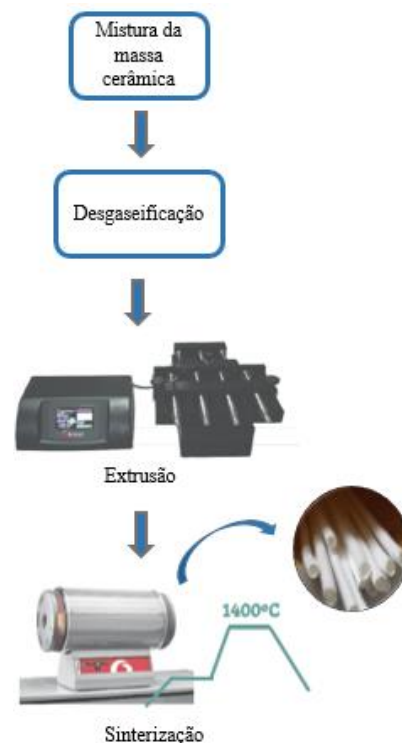 Mistura da
massa
cerâmica
Desgaseificação
Extrusão
1400ºC
Sinterização